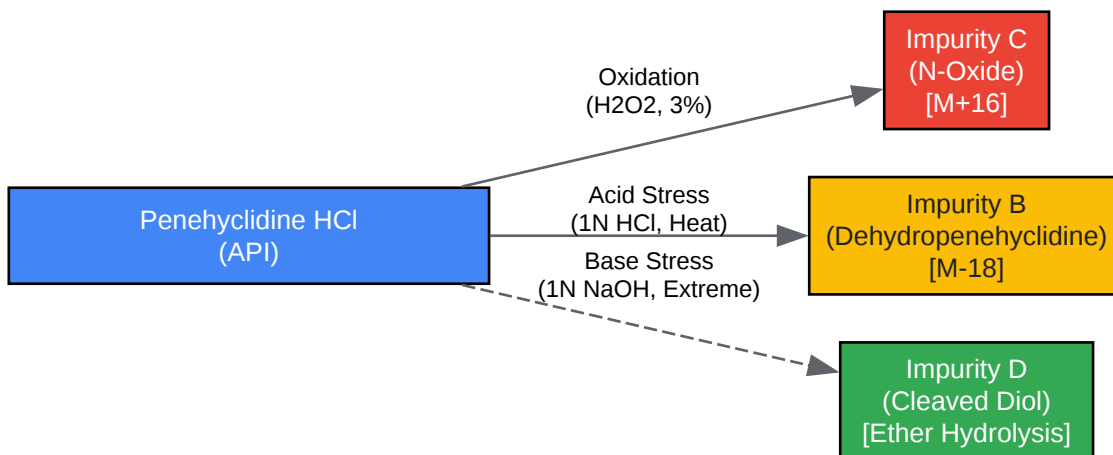 Penehyclidine HCl
(API)
Oxidation
(H2O2, 3%)
Impurity C
(N-Oxide)
[M+16]
Acid Stress
(1N HCl, Heat)
Impurity B
(Dehydropenehyclidine)
[M-18]
Base Stress
(1N NaOH, Extreme)
Impurity D
(Cleaved Diol)
[Ether Hydrolysis]